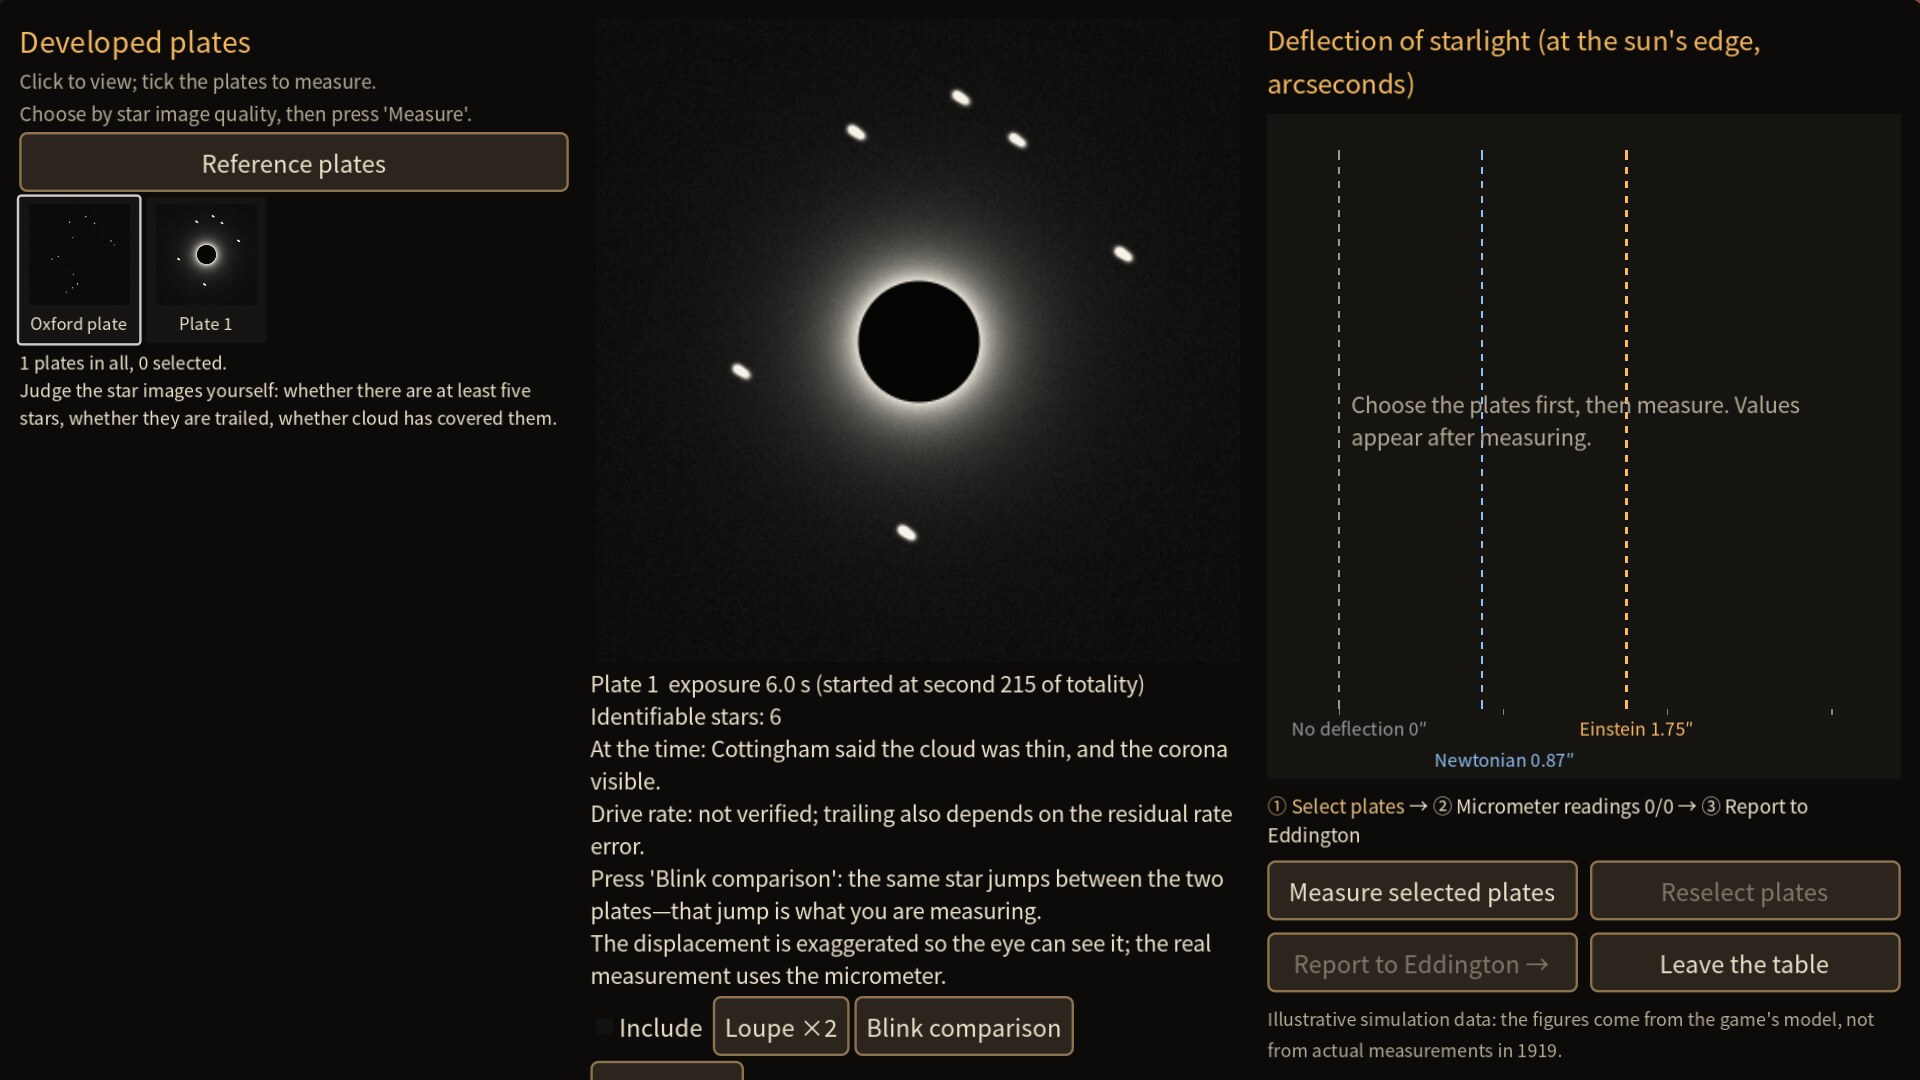 Developed plates
Click to view; tick the plates to measure.
Choose by star image quality, then press 'Measure'.
Reference plates
Oxford plate
Plate 1
1 plates in all, 0 selected.
Judge the star images yourself: whether there are at least five
stars, whether they are trailed, whether cloud has covered them.
Plate 1  exposure 6.0 s (started at second 215 of totality)
Identifiable stars: 6
At the time: Cottingham said the cloud was thin, and the corona
visible.
Drive rate: not verified; trailing also depends on the residual rate
error.
Press 'Blink comparison': the same star jumps between the two
plates—that jump is what you are measuring.
The displacement is exaggerated so the eye can see it; the real
measurement uses the micrometer.
Include
Loupe ×2
Blink comparison
Deflection of starlight (at the sun's edge,
arcseconds)
Choose the plates first, then measure. Values
appear after measuring.
No deflection 0″
Einstein 1.75″
Newtonian 0.87″
① Select plates → ② Micrometer readings 0/0 → ③ Report to
Eddington
Measure selected plates
Reselect plates
Report to Eddington →
Leave the table
Illustrative simulation data: the figures come from the game's model, not
from actual measurements in 1919.